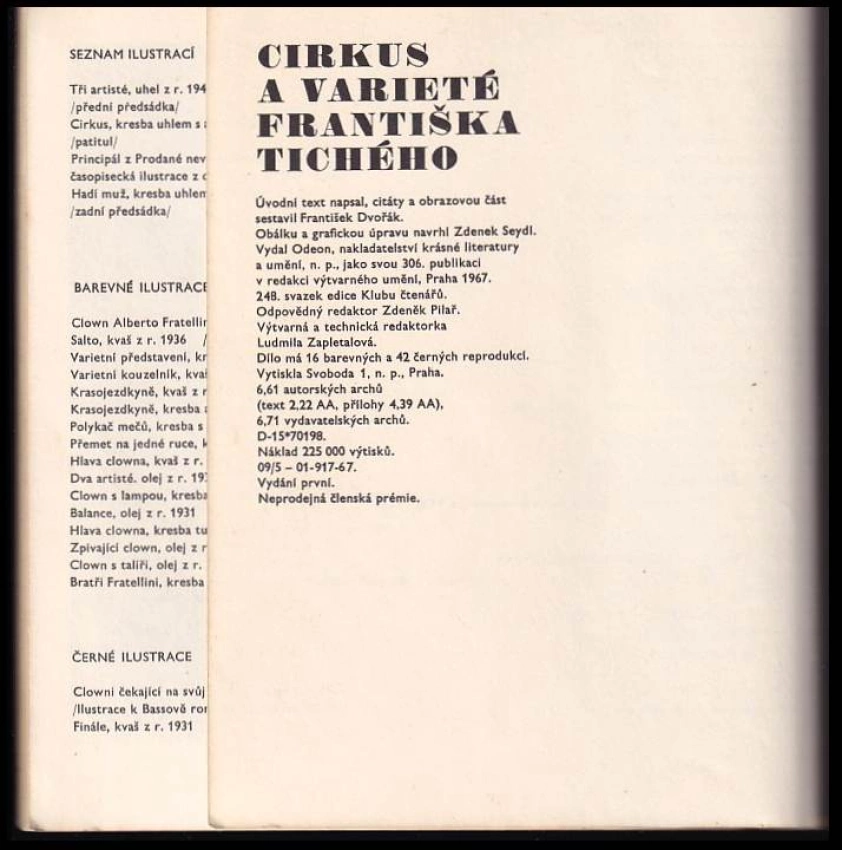 SEZNAM ILUSTRACÍ
Tři artisté, uhel z r. 194
/přední předsádka/
Cirkus, kresba uhlem s
/patitul/
Principál z Prodané nev
časopisecká ilustrace z
Hadí muž, kresba uhlem
/zadní předsádka/
BAREVNÉ ILUSTRACE
Clown Alberto Fratellin
Salto, kvaš z r. 1936 /
Varietní představení, kr
Varietní kouzelník, kvaš
Krasojezdkyně, kvaš z r
Krasojezdkyně, kresba
Polykač mečů, kresba s
Přemet na jedné ruce, k
Hlava clowna, kvaš z r.
Dva artisté. olej z r. 193
Clown s lampou, kresba
Balance, olej z r. 1931
Hlava clowna, kresba tu
Zpívající clown, olej z r
Clown s talíři, olej z r.
Bratři Fratellini, kresba
ČERNÉ ILUSTRACE
Clowni čekající na svůj
/Ilustrace k Bassově ror
Finále, kvaš z r. 1931
CIRKUS
A VARIETÉ
FRANTIŠKA
TICHÉHO
Úvodní text napsal, citáty a obrazovou část
sestavil František Dvořák.
Obálku a grafickou úpravu navrhl Zdenek Seydl.
Vydal Odeon, nakladatelství krásné literatury
a umění, n. p., jako svou 306. publikaci
v redakci výtvarného umění, Praha 1967.
248. svazek edice Klubu čtenářů.
Odpovědný redaktor Zdeněk Pilař.
Výtvarná a technická redaktorka
Ludmila Zapletalová.
Dílo má 16 barevných a 42 černých reprodukcí.
Vytiskla Svoboda 1, n. p., Praha.
6,61 autorských archů
(text 2,22 AA, přílohy 4,39 AA),
6,71 vydavatelských archů.
D-15*70198.
Náklad 225 000 výtisků.
09/5 – 01-917-67.
Vydání první.
Neprodejná členská prémie.